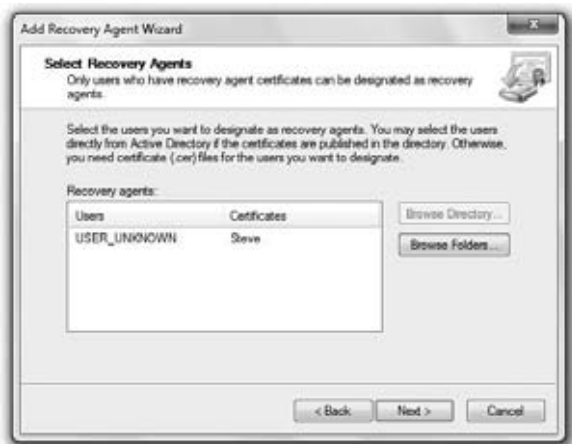 Add Recovery Agent Wizard
Select Recovery Agents
Only users who have recovery agent certificates can be designated as recovery
agents.
Select the users you want to designate as recovery agents. You may select the users
directly from Active Directory if the certificates are published in the directory. Otherwise,
you need certificate (.cer) files for the users you want to designate.
Recovery agents:
Users Certificates
USER_UNKNOWN Steve
Browse Directory...
Browse Folders...
< Back Next > Cancel